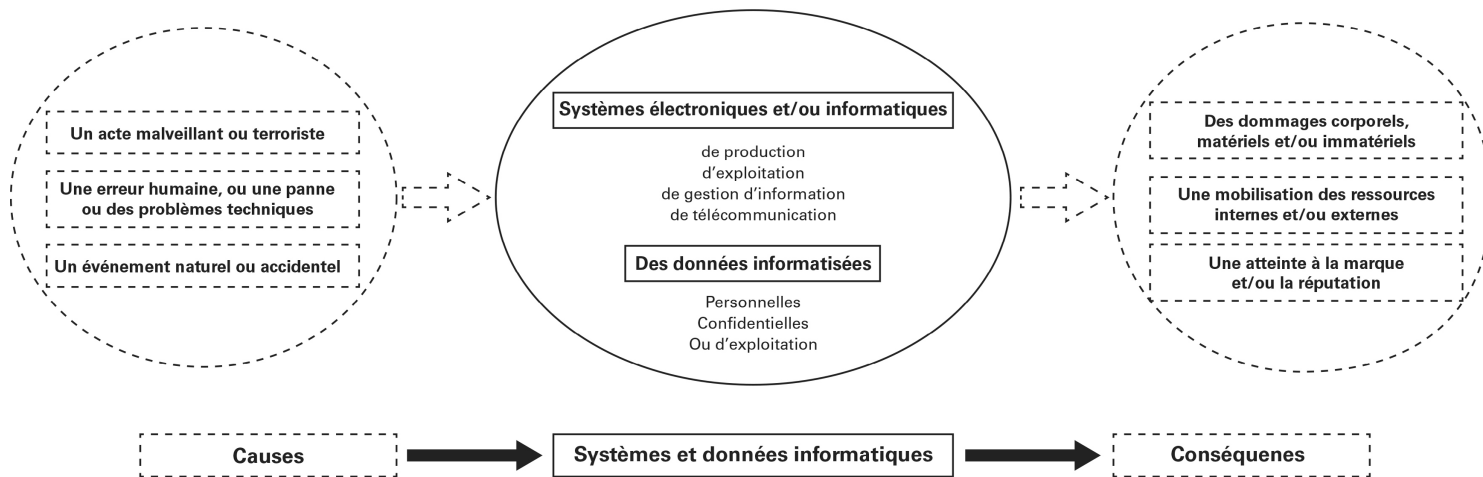 Un acte malveillant ou terroriste
Une erreur humaine, ou une panne
ou des problèmes techniques
Un événement naturel ou accidentel
Systèmes électroniques et/ou informatiques
de production
d'exploitation
de gestion d'information
de télécommunication
Des données informatisées
Personnelles
Confidentielles
Ou d'exploitation
Des dommages corporels,
matériels et/ou immatériels
Une mobilisation des ressources
internes et/ou externes
Une atteinte à la marque
et/ou la réputation
Causes
Systèmes et données informatiques
Conséquenes